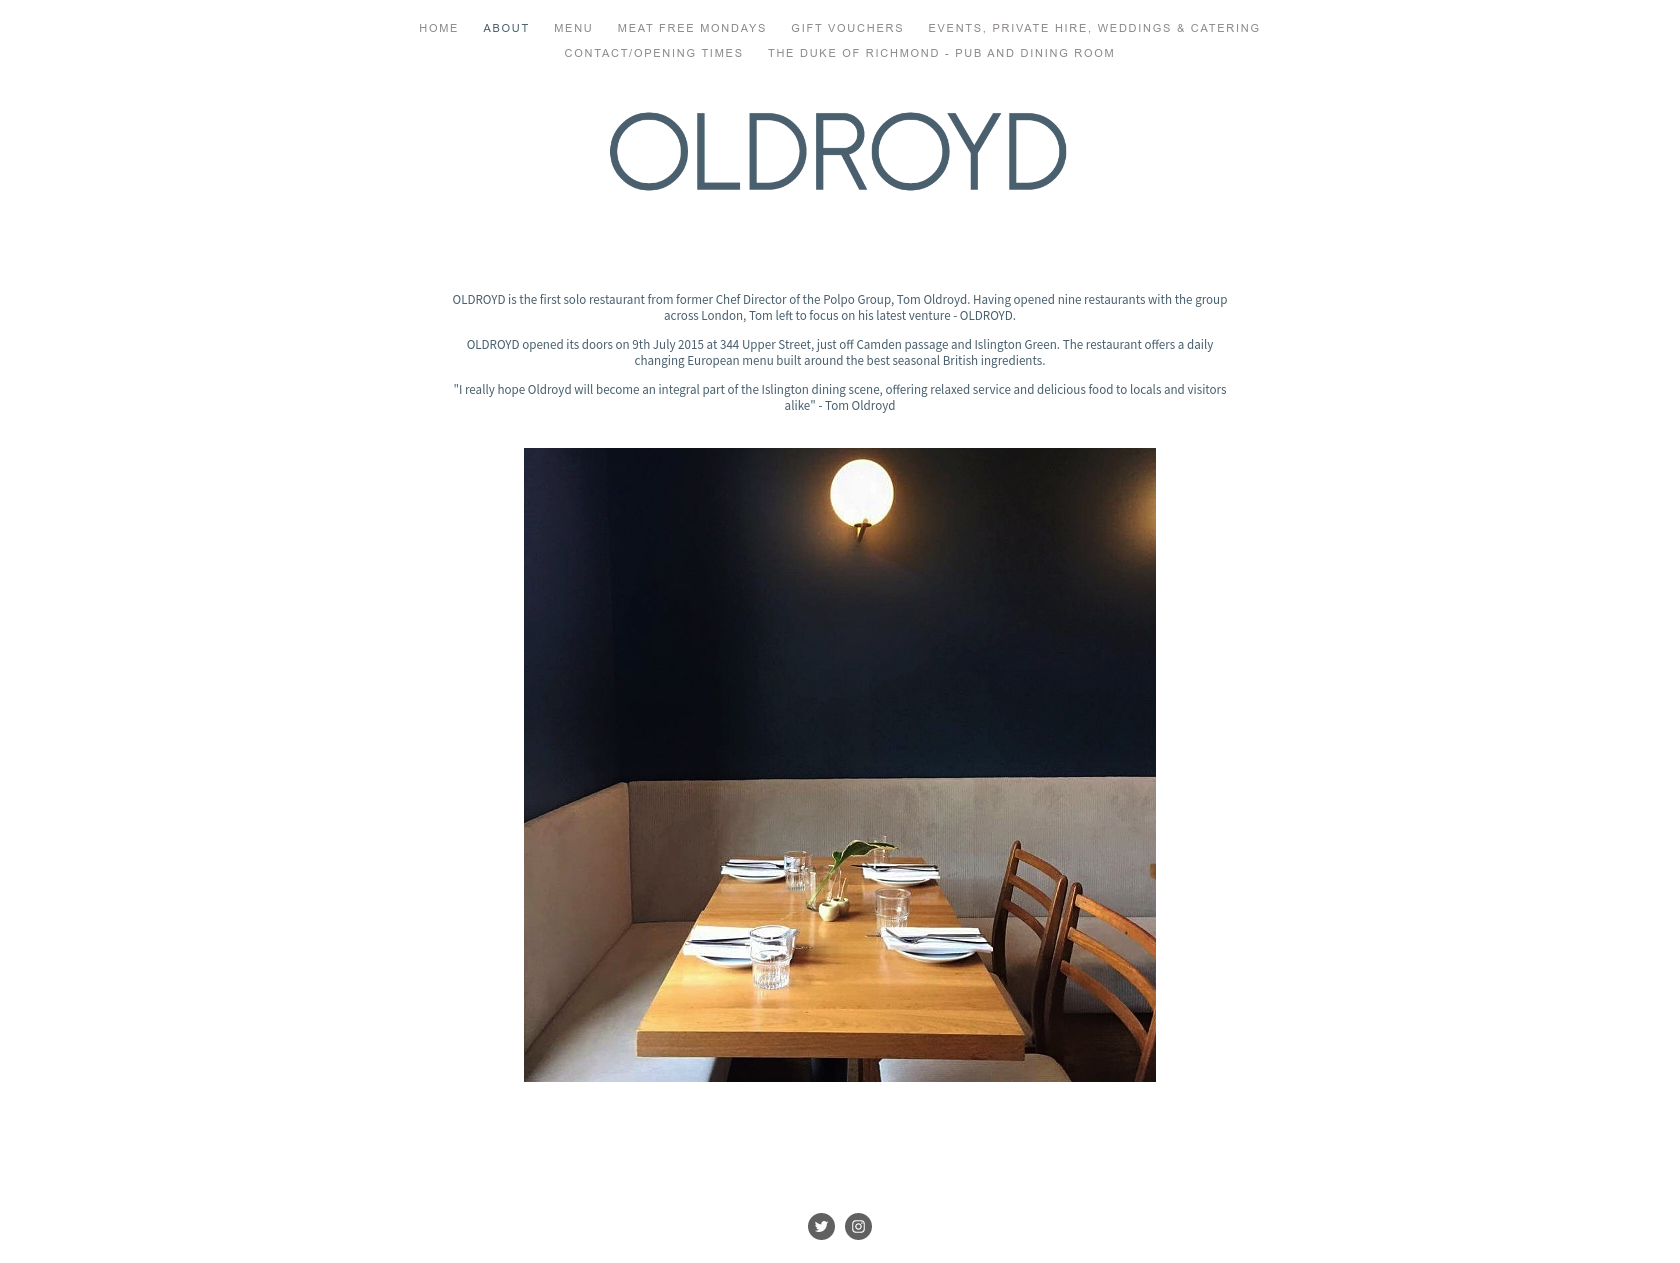 HOME ABOUT MENU MEAT FREE MONDAYS GIFT VOUCHERS EVENTS, PRIVATE HIRE, WEDDINGS & CATERING
CONTACT/OPENING TIMES THE DUKE OF RICHMOND - PUB AND DINING ROOM
OLDROYD
OLDROYD is the first solo restaurant from former Chef Director of the Polpo Group, Tom Oldroyd. Having opened nine restaurants with the group
across London, Tom left to focus on his latest venture - OLDROYD.
OLDROYD opened its doors on 9th July 2015 at 344 Upper Street, just off Camden passage and Islington Green. The restaurant offers a daily
changing European menu built around the best seasonal British ingredients.
"I really hope Oldroyd will become an integral part of the Islington dining scene, offering relaxed service and delicious food to locals and visitors
alike" - Tom Oldroyd